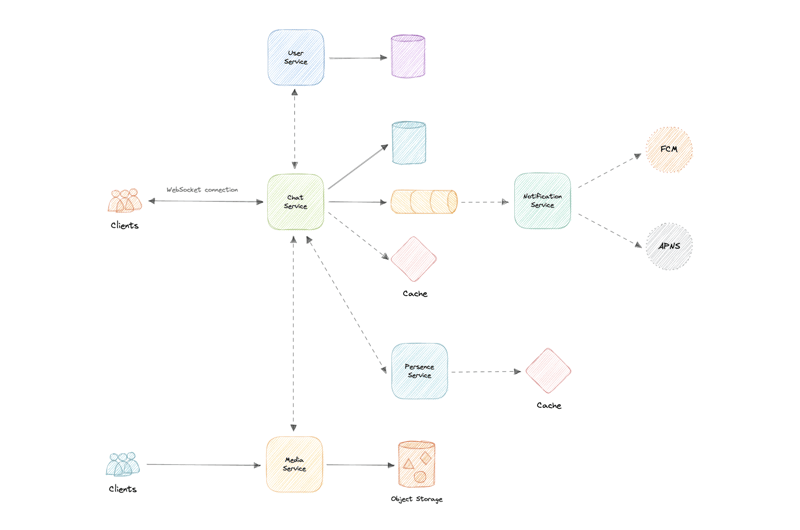 User
Service
WebSocket connection
Clients
Chat
Service
Notification
Service
FCM
APNS
Cache
Persence
Service
Cache
Clients
Media
Service
Object Storage